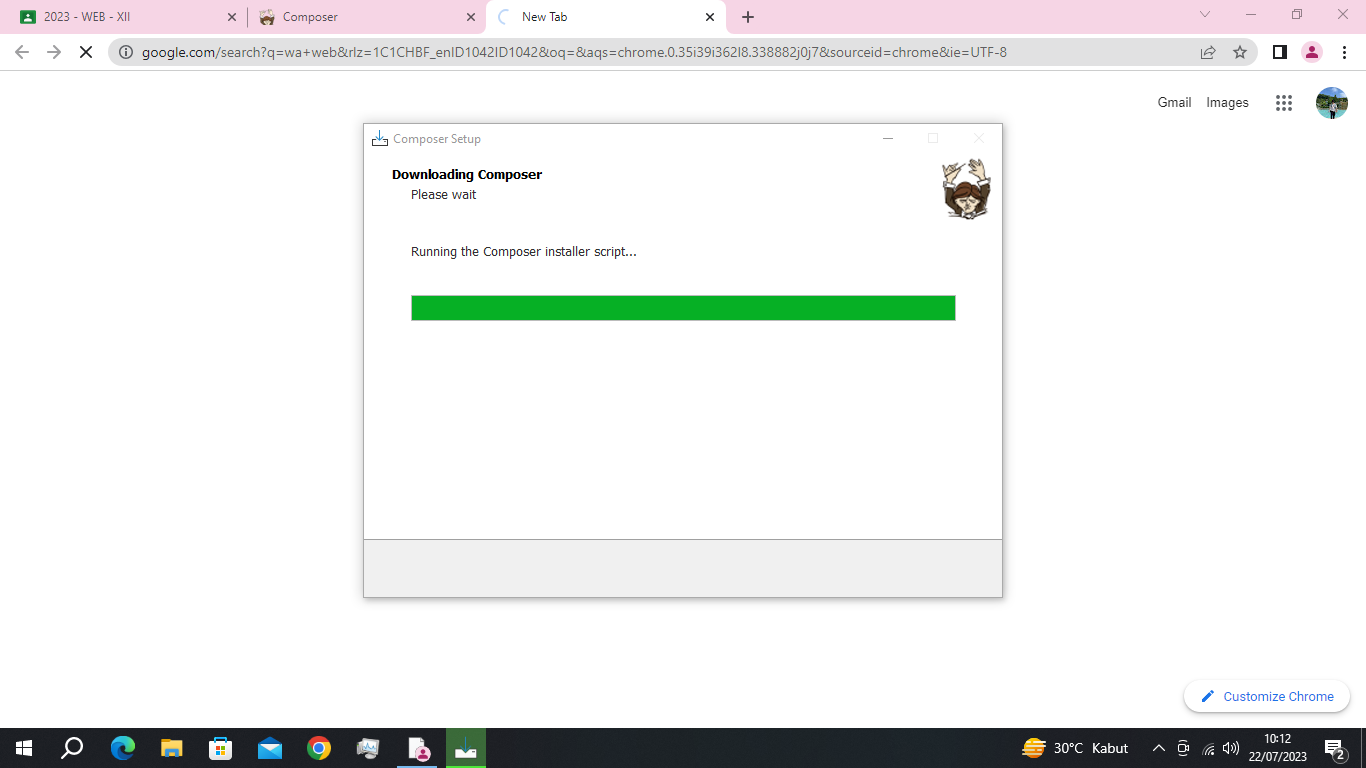 2023 - WEB - XII
Composer
New Tab
google.com/search?q=wa+web&rlz=1C1CHBF_enID1042ID1042&oq=&aqs=chrome.0.35i39i362l8.338882j0j7&sourceid=chrome&ie=UTF-8
Gmail Images
Composer Setup
Downloading Composer
Please wait
Running the Composer installer script...
Customize Chrome
30°C Kabut
10:12
22/07/2023
2